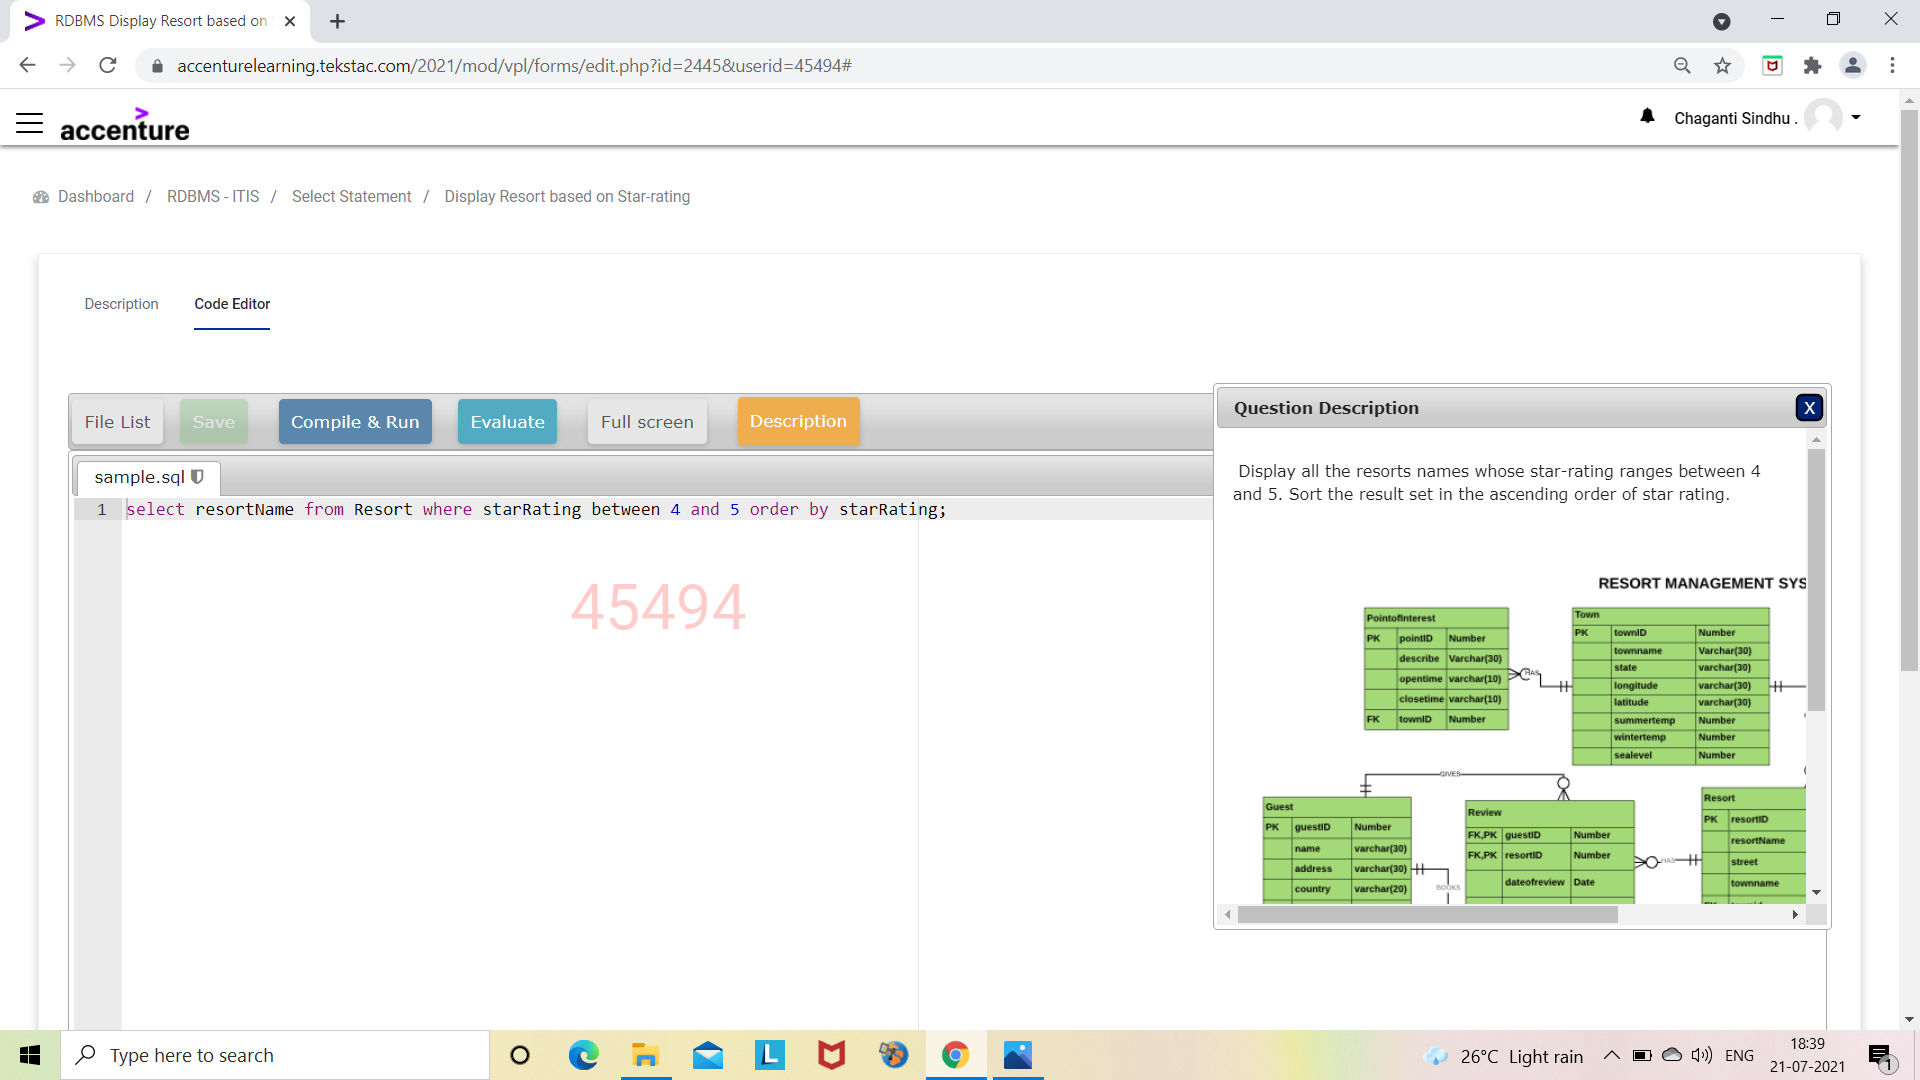 RDBMS Display Resort based on
accenturelearning.tekstac.com/2021/mod/vpl/forms/edit.php?id=2445&userid=45494#
accenture
Chaganti Sindhu .
Dashboard / RDBMS - ITIS / Select Statement / Display Resort based on Star-rating
Description Code Editor
File List Save Compile & Run Evaluate Full screen Description
sample.sql
1 select resortName from Resort where starRating between 4 and 5 order by starRating;
45494
Question Description X
Display all the resorts names whose star-rating ranges between 4
and 5. Sort the result set in the ascending order of star rating.
RESORT MANAGEMENT SYS
PointofInterest
PK pointID Number
describe Varchar(30)
opentime varchar(10)
closetime varchar(10)
FK townID Number
HAS
Town
PK townID Number
townname Varchar(30)
state varchar(30)
longitude varchar(30)
latitude varchar(30)
summertemp Number
wintertemp Number
sealevel Number
GIVES
Guest
PK guestID Number
name varchar(30)
address varchar(30)
country varchar(20)
BOOKS
Review
FK,PK guestID Number
FK,PK resortID Number
dateofreview Date
HAS
Resort
PK resortID
resortName
street
townname
Type here to search
L
26°C Light rain
ENG
18:39
21-07-2021
1